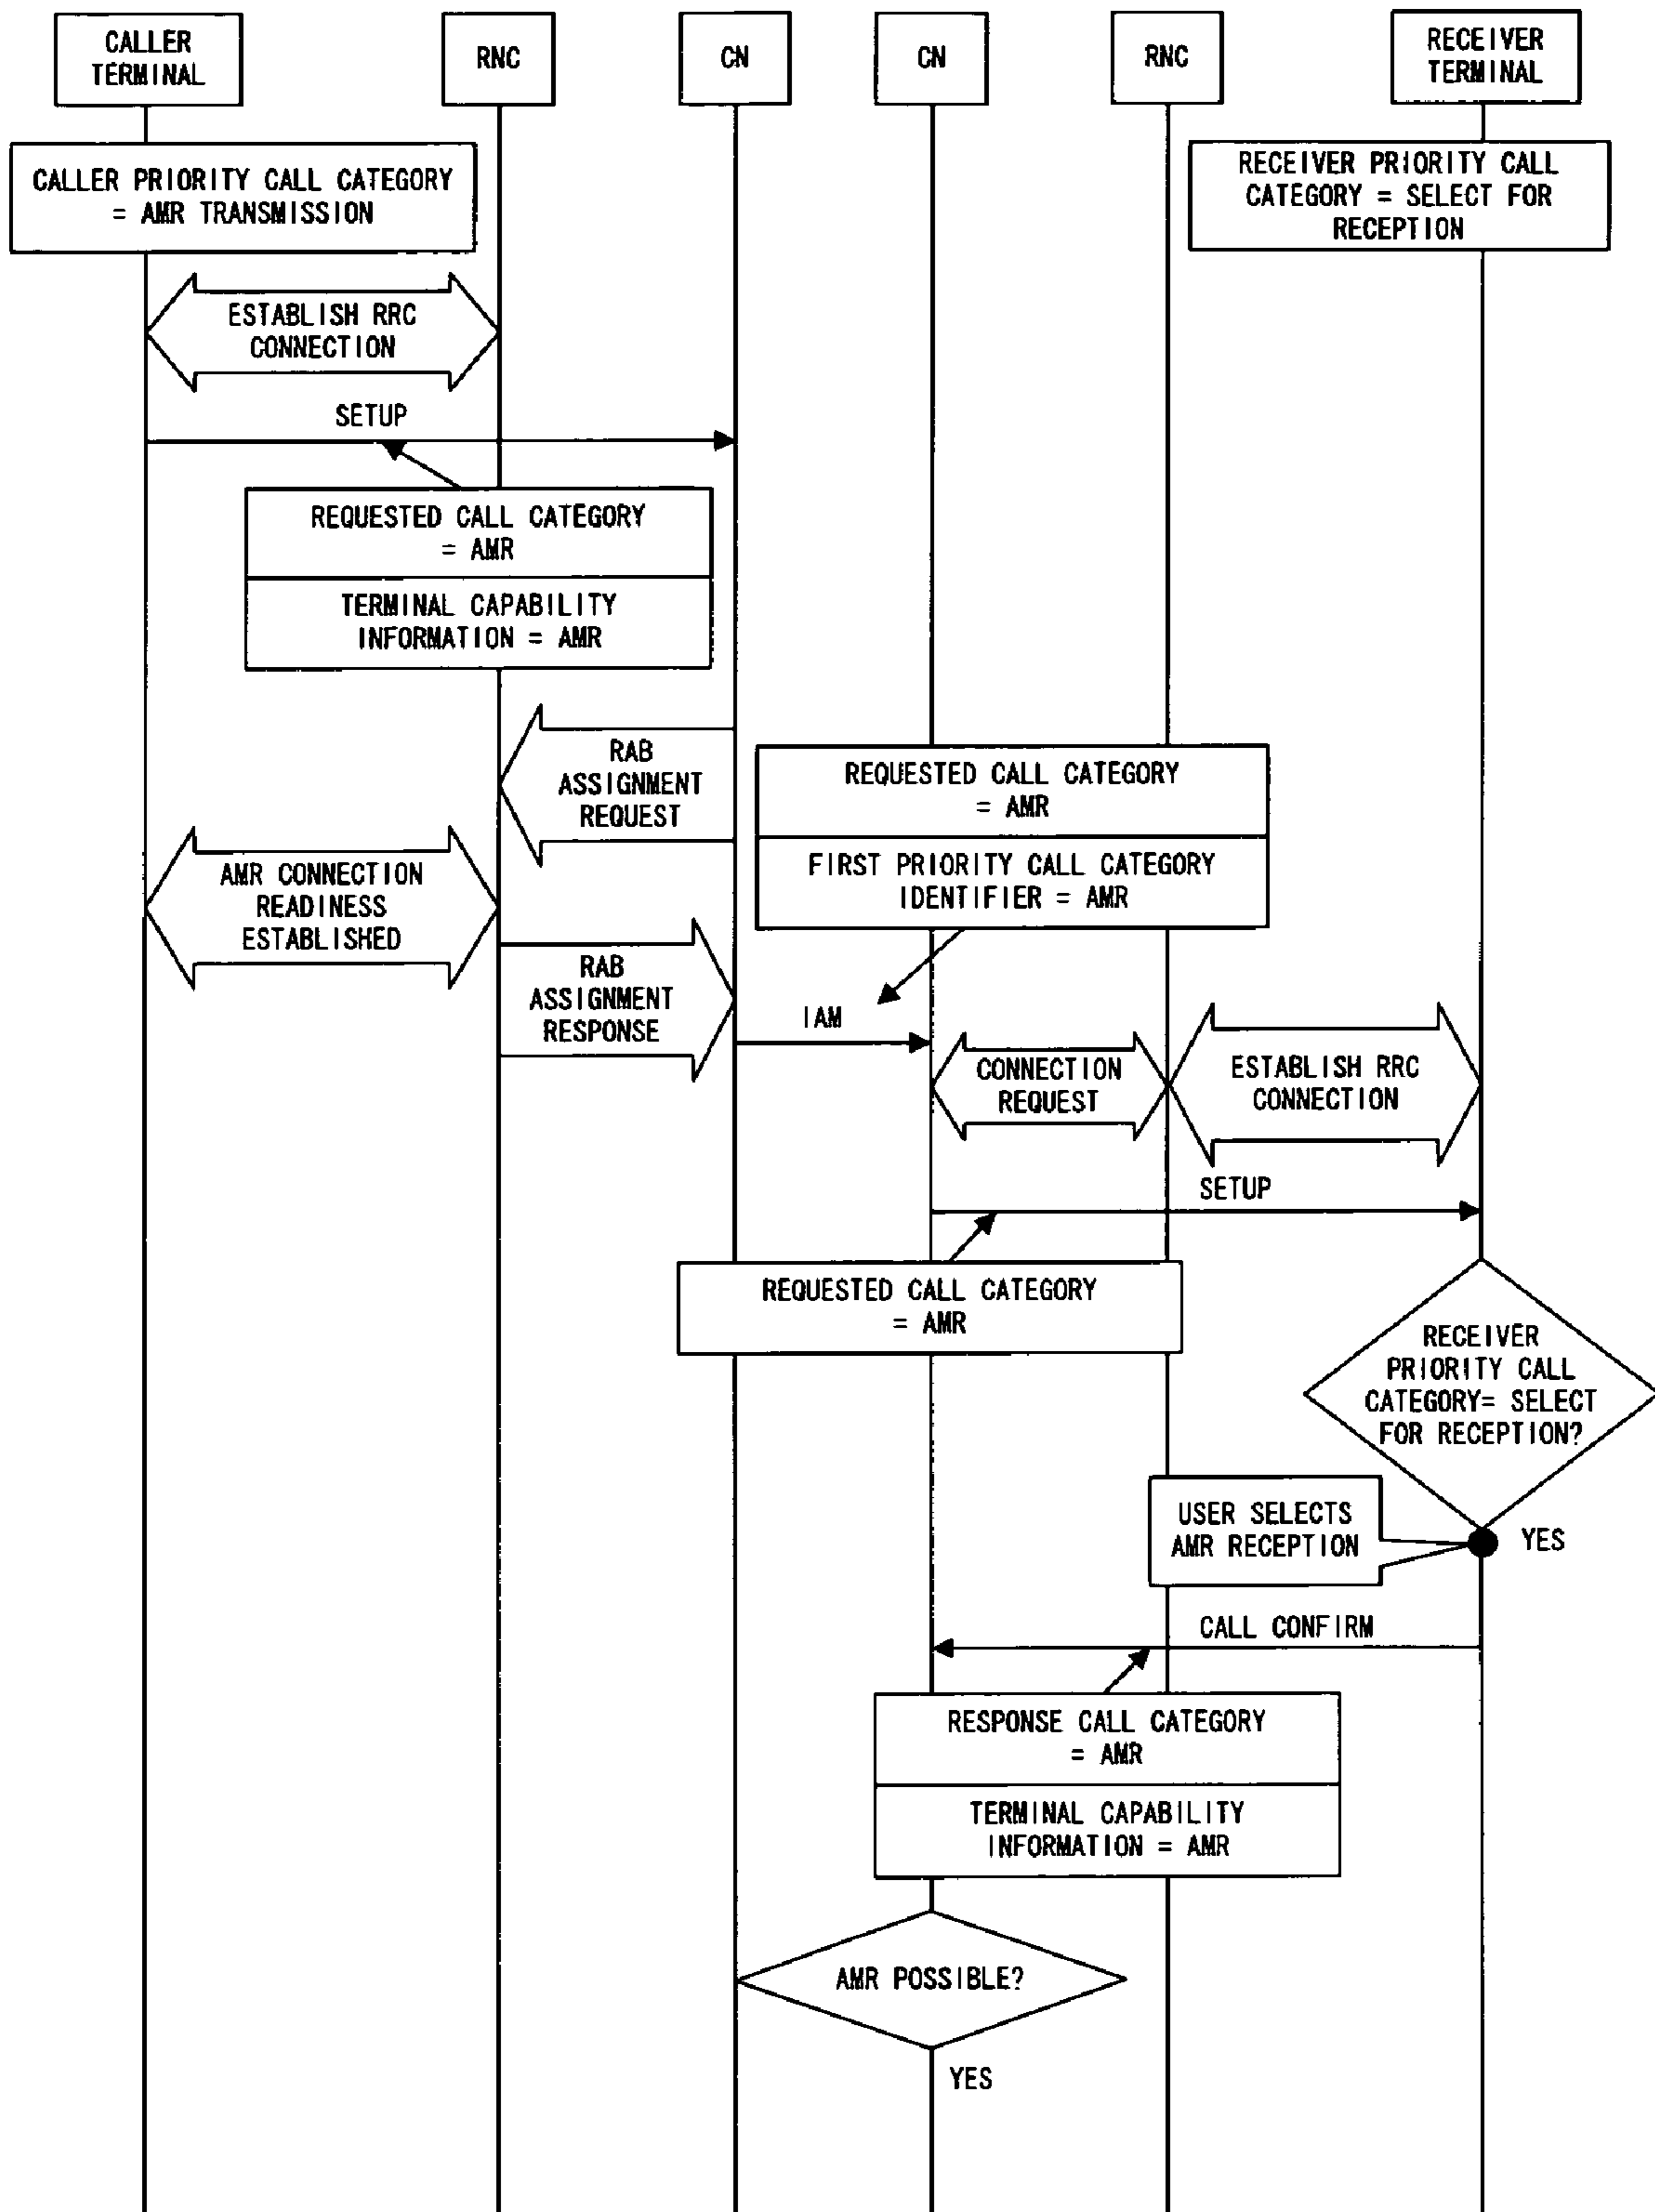 CALLER
TERMINAL
RNC
CN
CN
RNC
RECEIVER
TERMINAL
CALLER PRIORITY CALL CATEGORY
= AMR TRANSMISSION
RECEIVER PRIORITY CALL
CATEGORY = SELECT FOR
RECEPTION
ESTABLISH RRC
CONNECTION
SETUP
REQUESTED CALL CATEGORY
= AMR
TERMINAL CAPABILITY
INFORMATION = AMR
RAB
ASSIGNMENT
REQUEST
REQUESTED CALL CATEGORY
= AMR
FIRST PRIORITY CALL CATEGORY
IDENTIFIER = AMR
AMR CONNECTION
READINESS
ESTABLISHED
RAB
ASSIGNMENT
RESPONSE
IAM
CONNECTION
REQUEST
ESTABLISH RRC
CONNECTION
SETUP
REQUESTED CALL CATEGORY
= AMR
RECEIVER
PRIORITY CALL
CATEGORY= SELECT
FOR RECEPTION?
USER SELECTS
AMR RECEPTION
YES
CALL CONFIRM
RESPONSE CALL CATEGORY
= AMR
TERMINAL CAPABILITY
INFORMATION = AMR
AMR POSSIBLE?
YES